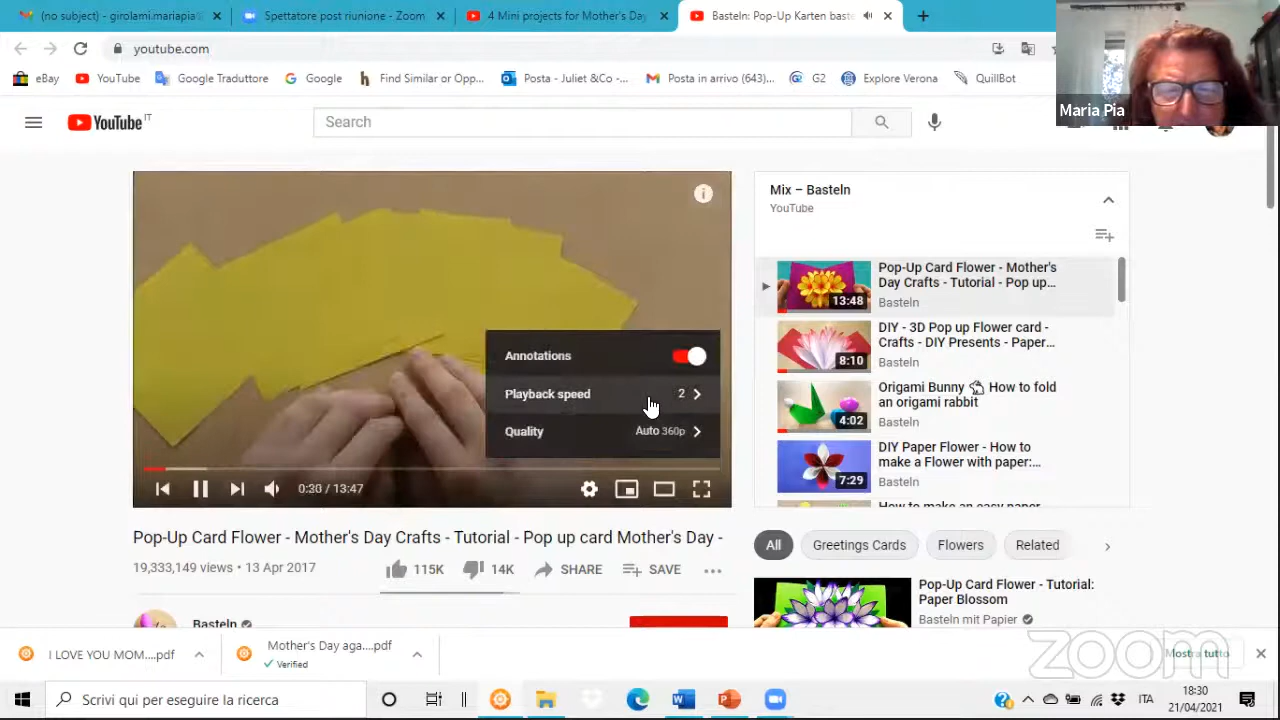 (no subject) - girolami.mariapia
Spettatore post riunione - Zoom
4 Mini projects for Mother's Day
Basteln: Pop-Up Karten baste
youtube.com
eBay
YouTube
Google Traduttore
Google
Find Similar or Opp...
Posta - Juliet &Co -...
Posta in arrivo (643)...
G2
Explore Verona
QuillBot
Maria Pia
YouTube IT
Search
Mix – Basteln
YouTube
Pop-Up Card Flower - Mother's
Day Crafts - Tutorial - Pop up...
Basteln
13:48
DIY - 3D Pop up Flower card -
Crafts - DIY Presents - Paper...
Basteln
8:10
Origami Bunny 🐇 How to fold
an origami rabbit
Basteln
4:02
DIY Paper Flower - How to
make a Flower with paper:...
Basteln
7:29
How to make an easy paper
Annotations
Playback speed 2
Quality Auto 360p
0:30 / 13:47
Pop-Up Card Flower - Mother's Day Crafts - Tutorial - Pop up card Mother's Day -
19,333,149 views • 13 Apr 2017
115K 14K SHARE SAVE
Basteln
All Greetings Cards Flowers Related
Pop-Up Card Flower - Tutorial:
Paper Blossom
Basteln mit Papier
I LOVE YOU MOM....pdf
Mother's Day aga....pdf
Verified
zoom
Mostra tutto
Scrivi qui per eseguire la ricerca
ITA
18:30
21/04/2021